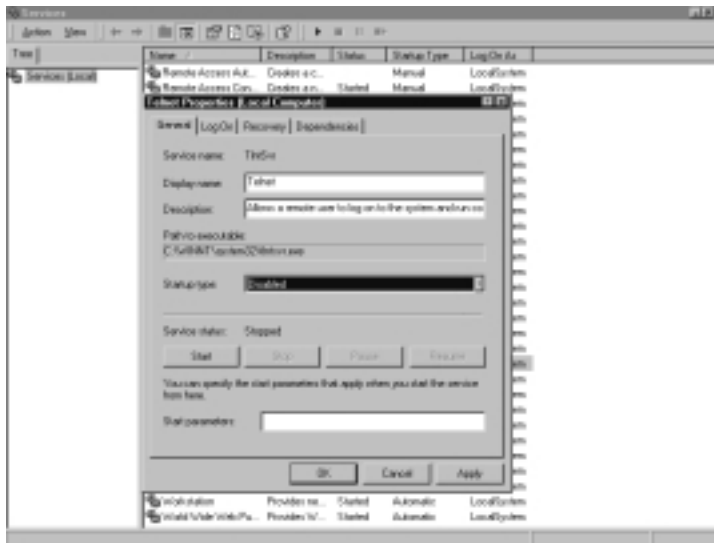 Services
Action View
Tree
Services (Local)
Name Description Status Startup Type Log On As
Remote Access Aut... Creates a c... Manual LocalSystem
Remote Access Con... Creates a n... Started Manual LocalSystem
Telnet Properties (Local Computer)
General Log On Recovery Dependencies
Service name: TlntSvr
Display name: Telnet
Description: Allows a remote user to log on to the system and run co
Path to executable:
C:\WINNT\system32\tlntsvr.exe
Startup type: Disabled
Service status: Stopped
Start Stop Pause Resume
You can specify the start parameters that apply when you start the service
from here.
Start parameters:
OK Cancel Apply
Workstation Provides ne... Started Automatic LocalSystem
World Wide Web Pu... Provides W... Started Automatic LocalSystem